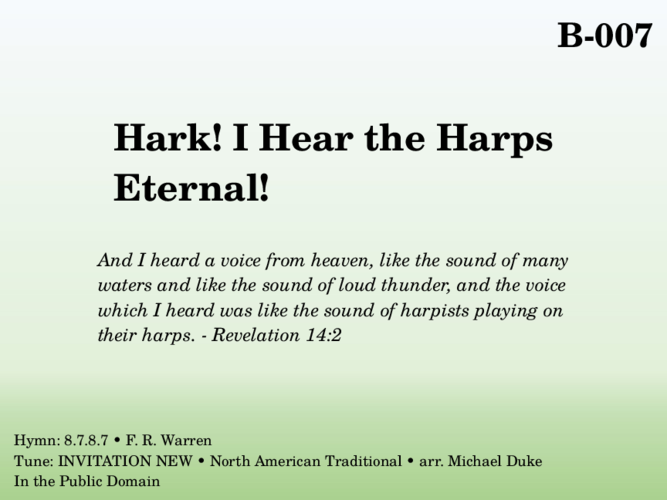 B-007
Hark! I Hear the Harps
Eternal!
And I heard a voice from heaven, like the sound of many
waters and like the sound of loud thunder, and the voice
which I heard was like the sound of harpists playing on
their harps. - Revelation 14:2
Hymn: 8.7.8.7 • F. R. Warren
Tune: INVITATION NEW • North American Traditional • arr. Michael Duke
In the Public Domain